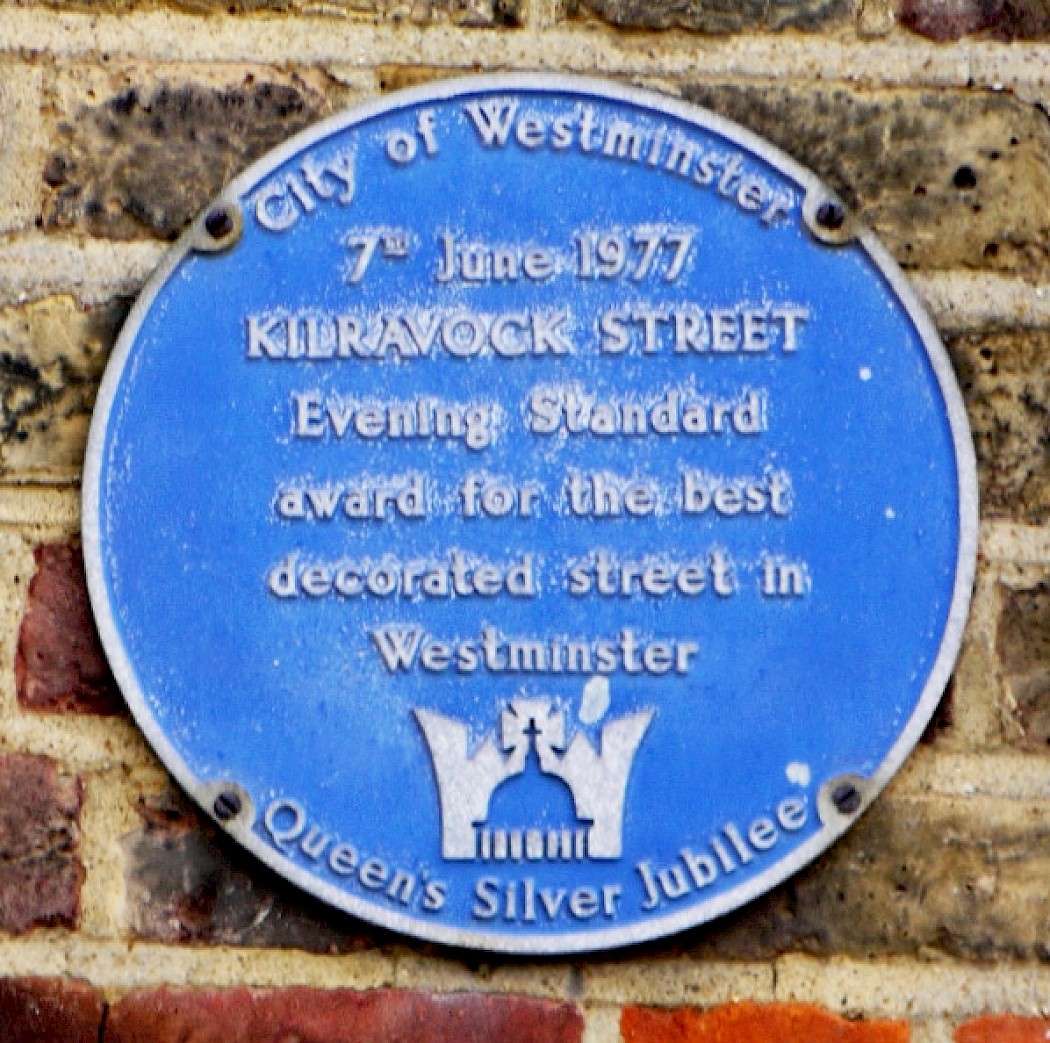 City of Westminster
7TH June 1977
KILRAVOCK STREET
Evening Standard
award for the best
decorated street in
Westminster
Queen's Silver Jubilee